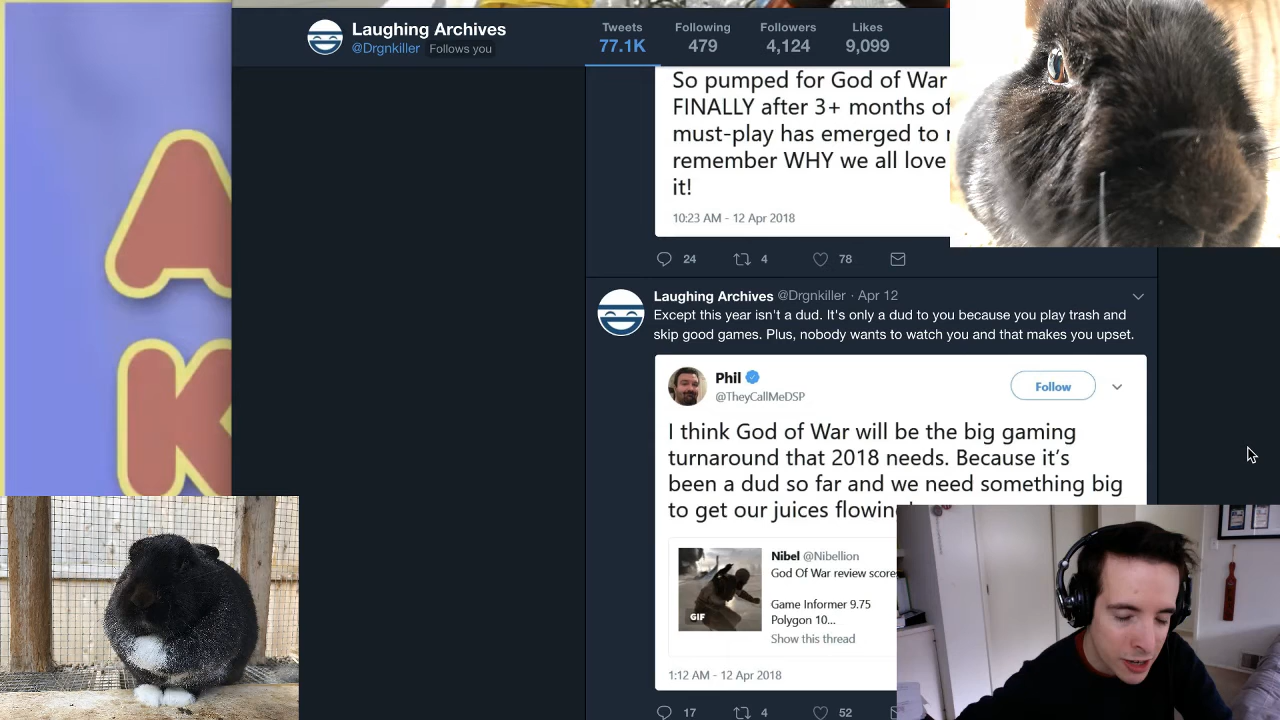 Laughing Archives
@Drgnkiller Follows you
Tweets
77.1K
Following
479
Followers
4,124
Likes
9,099
So pumped for God of War
FINALLY after 3+ months of
must-play has emerged to
remember WHY we all love
it!
10:23 AM - 12 Apr 2018
24 4 78
Laughing Archives @Drgnkiller · Apr 12
Except this year isn't a dud. It's only a dud to you because you play trash and
skip good games. Plus, nobody wants to watch you and that makes you upset.
Phil
@TheyCallMeDSP
Follow
I think God of War will be the big gaming
turnaround that 2018 needs. Because it's
been a dud so far and we need something big
to get our juices flowing
Nibel @Nibellion
God Of War review score
Game Informer 9.75
Polygon 10...
Show this thread
GIF
1:12 AM - 12 Apr 2018
17 4 52
A
K